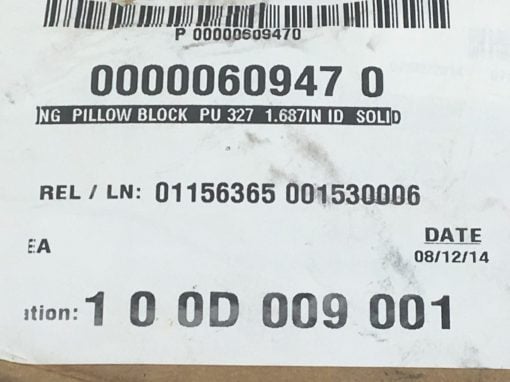 P 00000609470
0000060947 0
NG PILLOW BLOCK PU 327 1.687IN ID SOLID
REL / LN: 01156365 001530006
EA
DATE
08/12/14
ation: 1 0 0D 009 001